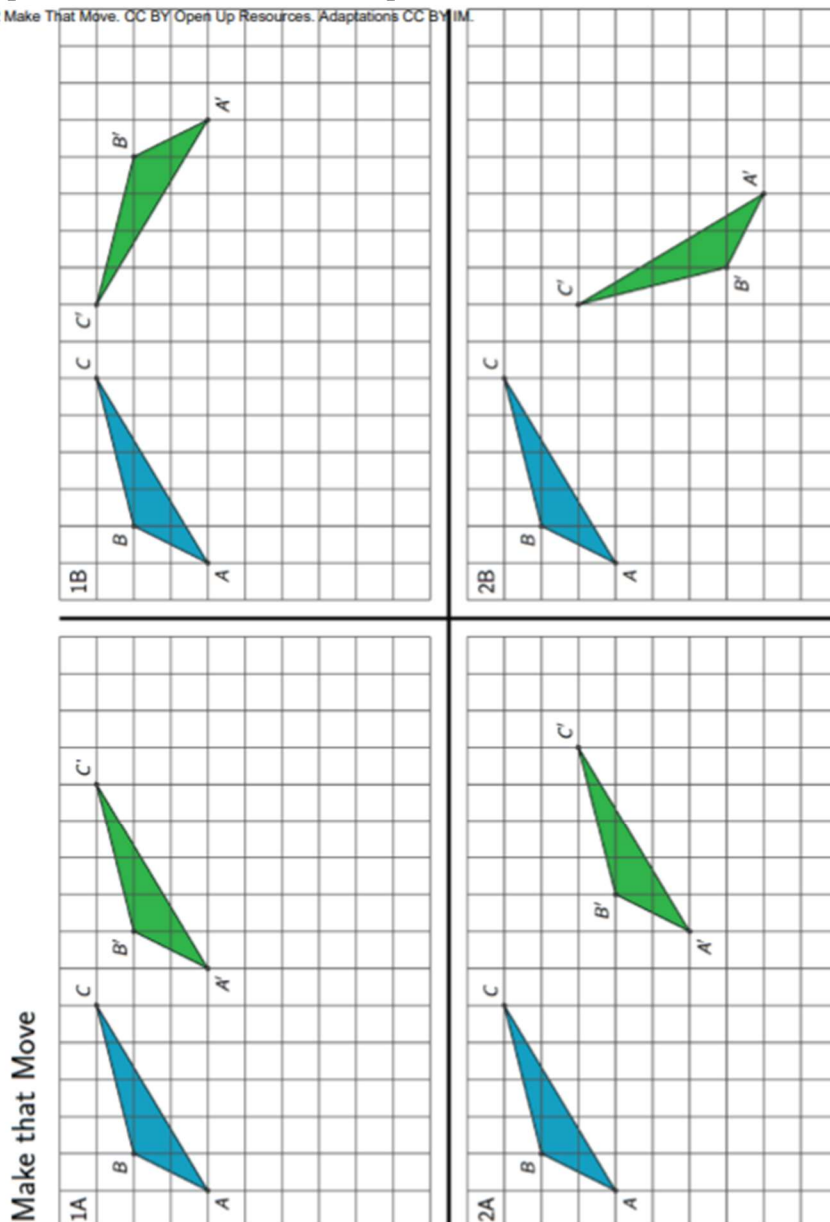 : Make That Move. CC BY Open Up Resources. Adaptations CC BY IM.
Make that Move
1A
A
B
C
A'
B'
C'
1B
A
B
C
A'
B'
C'
2A
A
B
C
A'
B'
C'
2B
A
B
C
A'
B'
C'